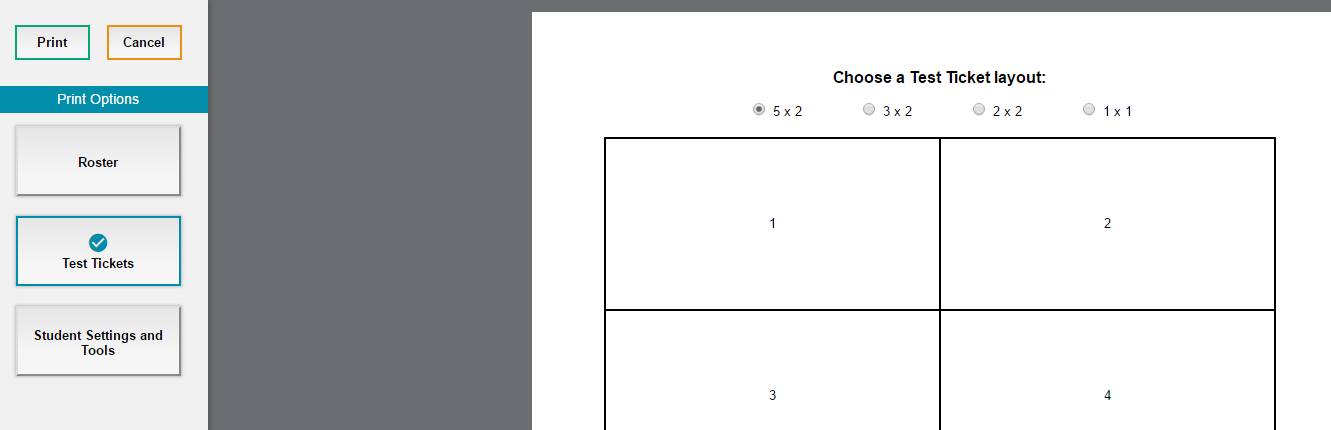 Print
Cancel
Print Options
Roster
Test Tickets
Student Settings and
Tools
Choose a Test Ticket layout:
5 x 2
3 x 2
2 x 2
1 x 1
1
2
3
4